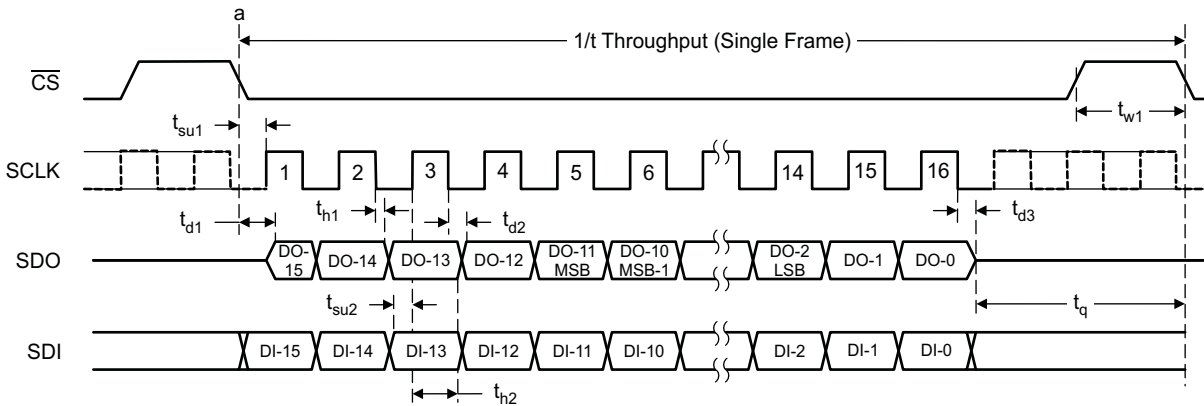 a
1/t Throughput (Single Frame)
CS
t_w1
t_su1
SCLK
1 2 3 4 5 6 14 15 16
t_d1
t_h1
t_d2
t_d3
SDO
DO-15
DO-14
DO-13
DO-12
DO-11 MSB
DO-10 MSB-1
DO-2 LSB
DO-1
DO-0
t_su2
t_q
SDI
DI-15 DI-14 DI-13 DI-12 DI-11 DI-10 DI-2 DI-1 DI-0
t_h2